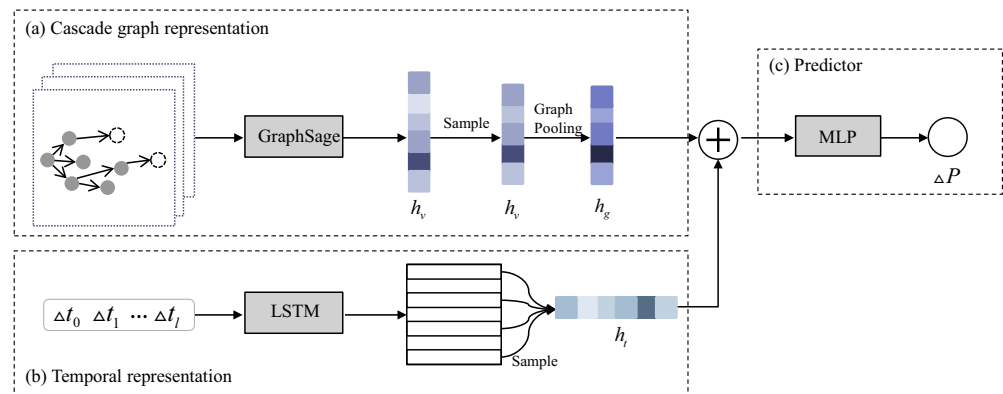 (a) Cascade graph representation
GraphSage
Sample
Graph
Pooling
h_v
h_v
h_g
(c) Predictor
+
MLP
△P
△t_0 △t_1 ··· △t_l
LSTM
Sample
h_t
(b) Temporal representation